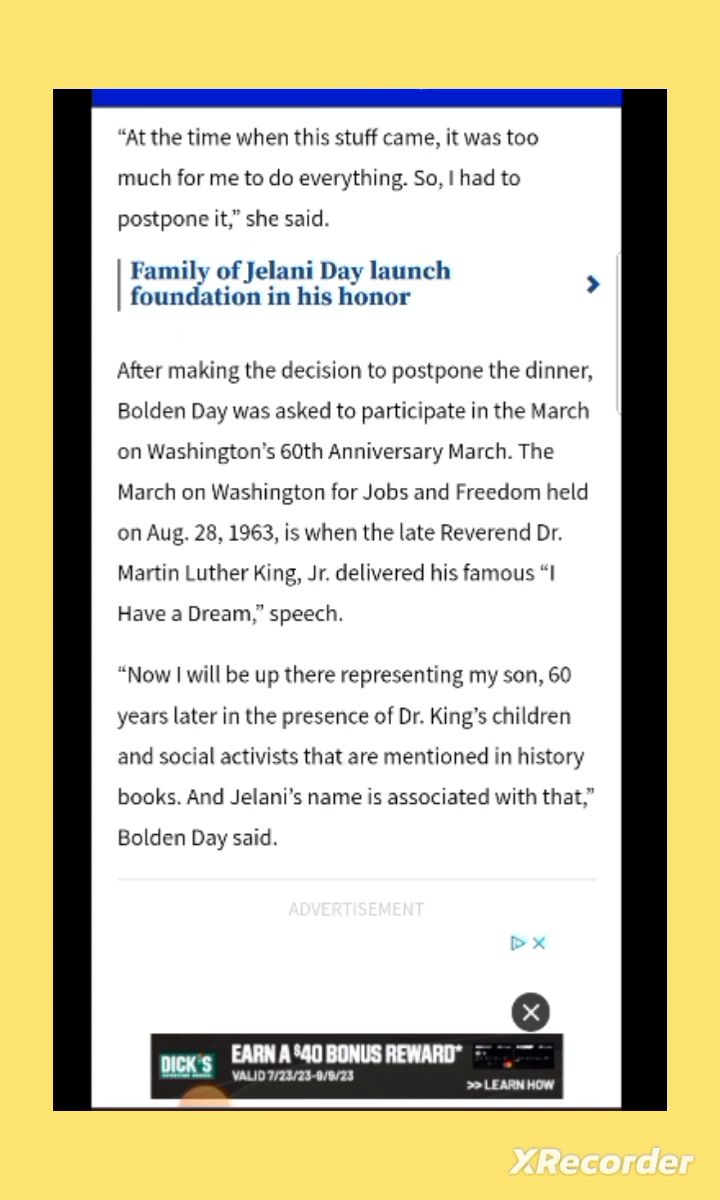 “At the time when this stuff came, it was too
much for me to do everything. So, I had to
postpone it,” she said.
Family of Jelani Day launch
foundation in his honor
After making the decision to postpone the dinner,
Bolden Day was asked to participate in the March
on Washington’s 60th Anniversary March. The
March on Washington for Jobs and Freedom held
on Aug. 28, 1963, is when the late Reverend Dr.
Martin Luther King, Jr. delivered his famous “I
Have a Dream,” speech.
“Now I will be up there representing my son, 60
years later in the presence of Dr. King’s children
and social activists that are mentioned in history
books. And Jelani’s name is associated with that,”
Bolden Day said.
ADVERTISEMENT
DICK'S
EARN A $40 BONUS REWARD*
VALID 7/23/23-9/9/23
>> LEARN HOW
XRecorder